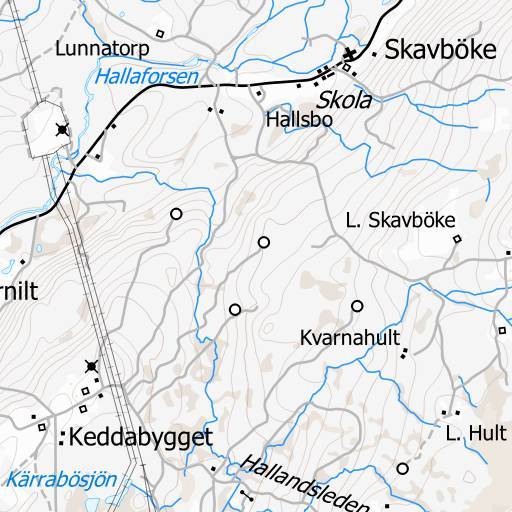 Lunnatorp
Skavböke
Hallaforsen
Skola
Hallsbo
L. Skavböke
rnilt
Kvarnahult
Keddabygget
L. Hult
Kärrabösjön
Hallandsleden